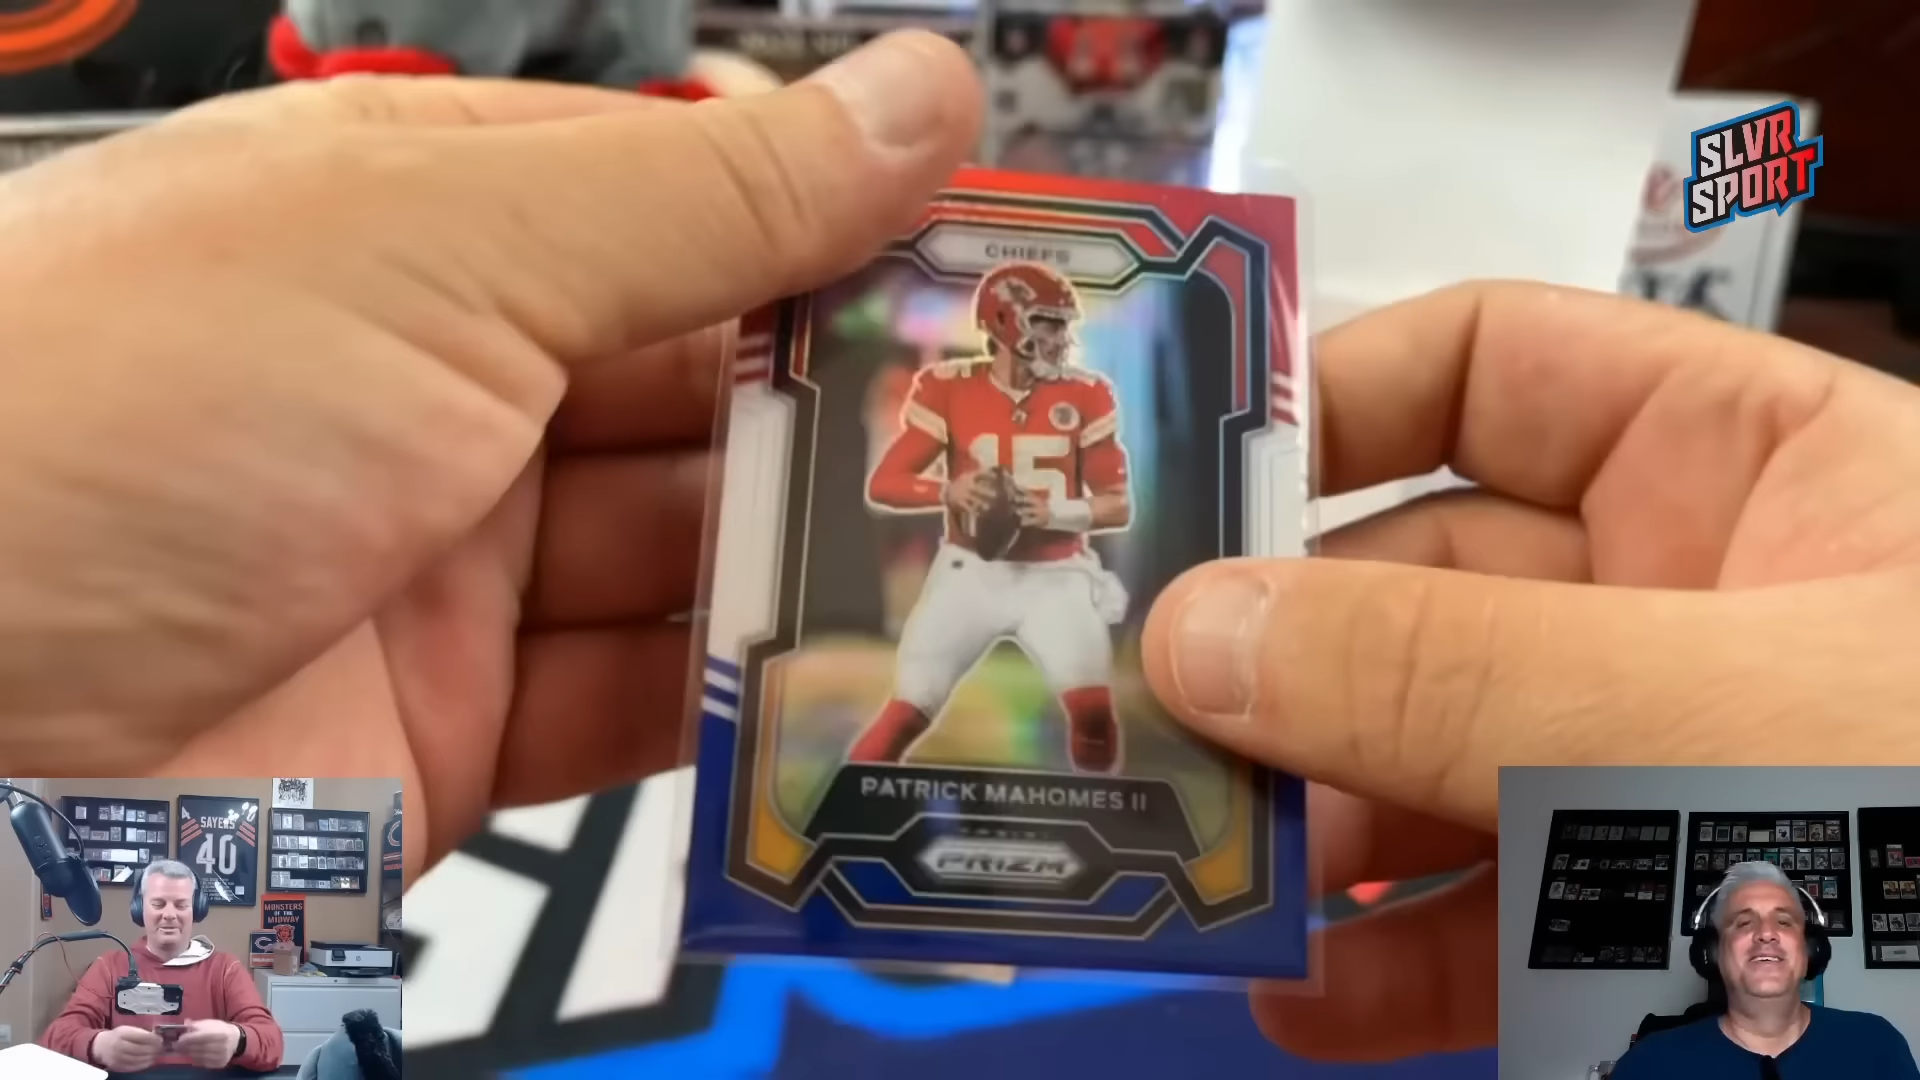 SLVR
SPORT
CHIEFS
15
PATRICK MAHOMES II
PRIZM
SAYERS
40
MONSTERS
OF THE
MIDWAY